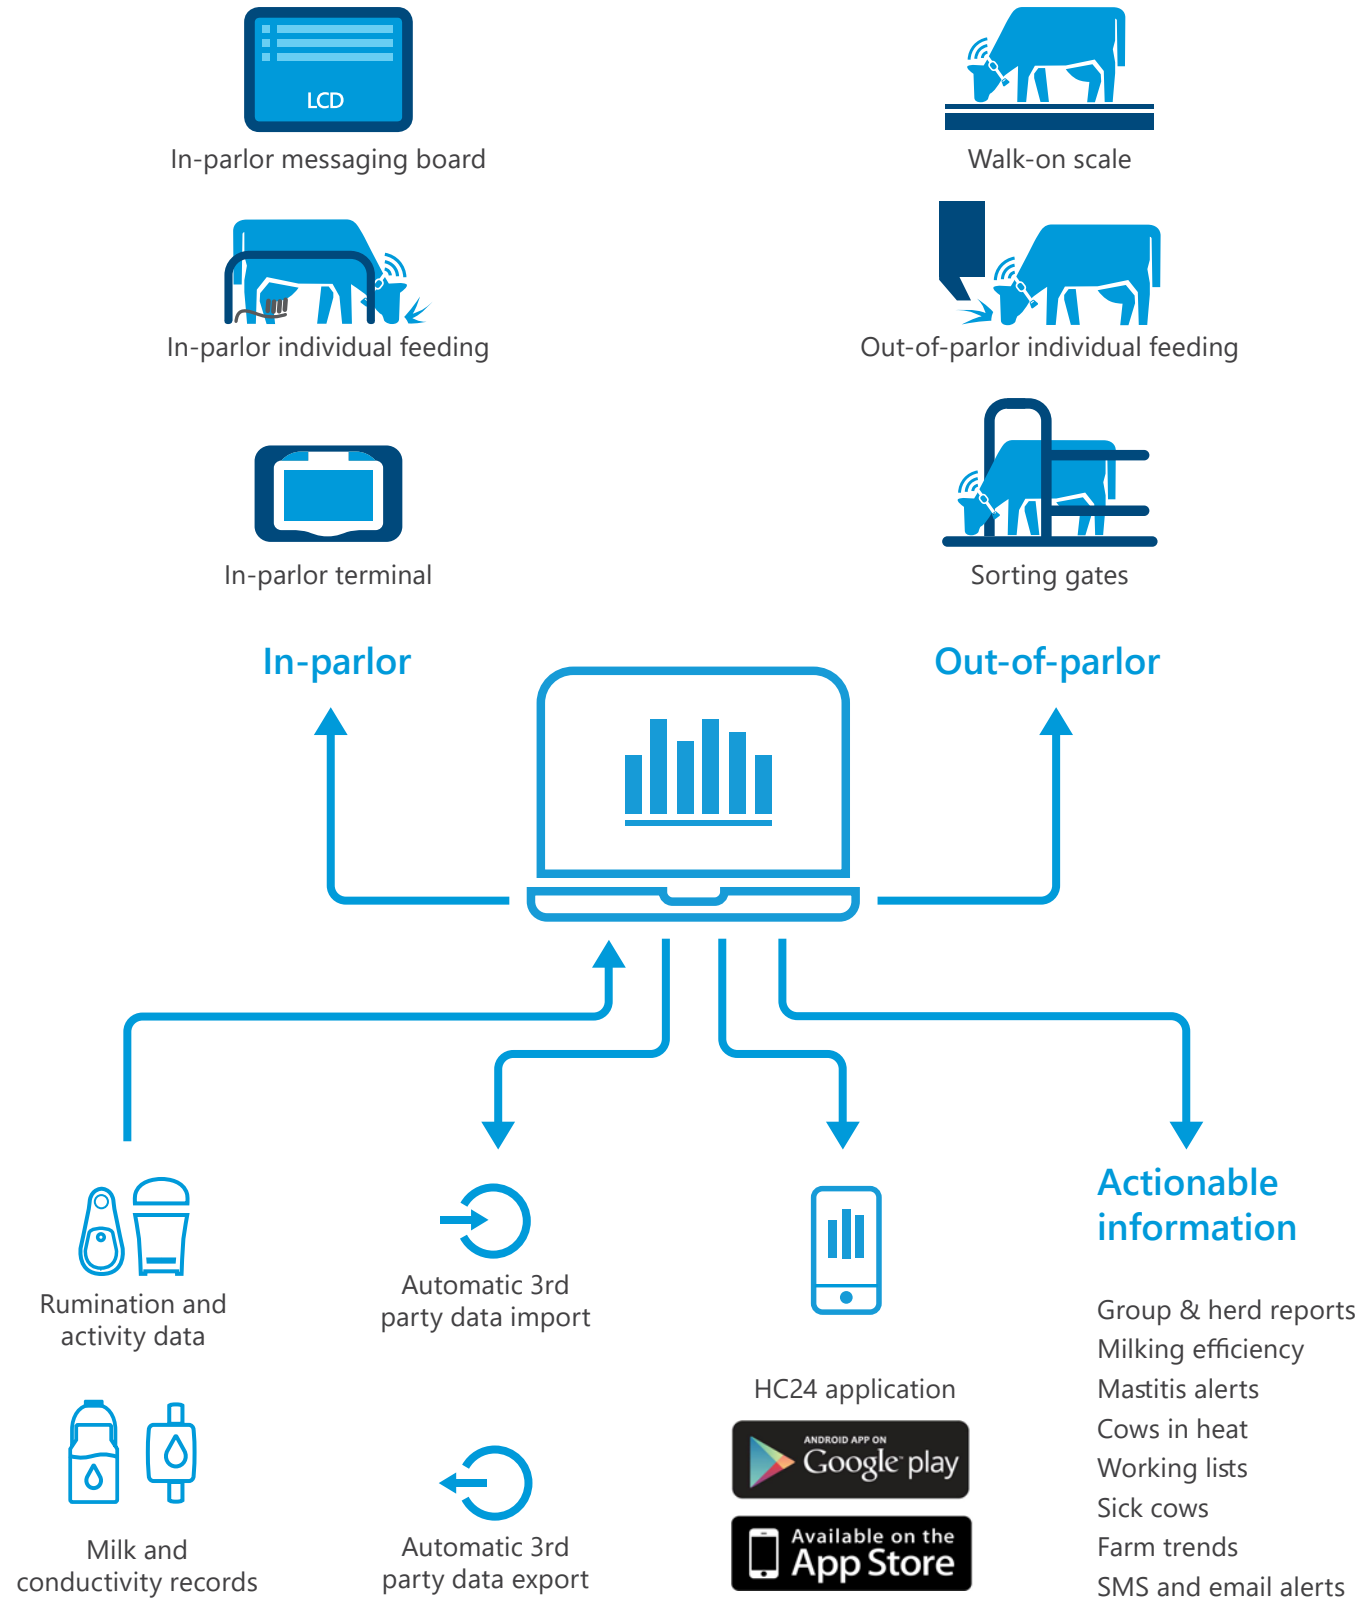 LCD
In-parlor messaging board
Walk-on scale
In-parlor individual feeding
Out-of-parlor individual feeding
In-parlor terminal
Sorting gates
In-parlor
Out-of-parlor
Rumination and
activity data
Milk and
conductivity records
Automatic 3rd
party data import
Automatic 3rd
party data export
HC24 application
ANDROID APP ON
Google play
Available on the
App Store
Actionable
information
Group & herd reports
Milking efficiency
Mastitis alerts
Cows in heat
Working lists
Sick cows
Farm trends
SMS and email alerts